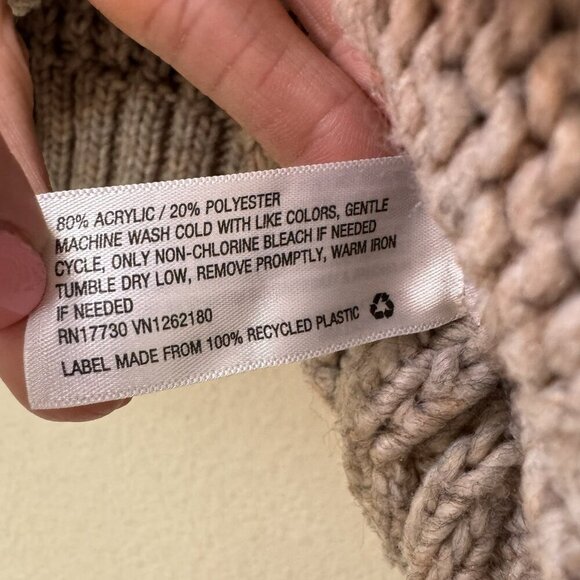 80% ACRYLIC / 20% POLYESTER
MACHINE WASH COLD WITH LIKE COLORS, GENTLE
CYCLE, ONLY NON-CHLORINE BLEACH IF NEEDED
TUMBLE DRY LOW, REMOVE PROMPTLY, WARM IRON
IF NEEDED
RN17730 VN1262180
LABEL MADE FROM 100% RECYCLED PLASTIC